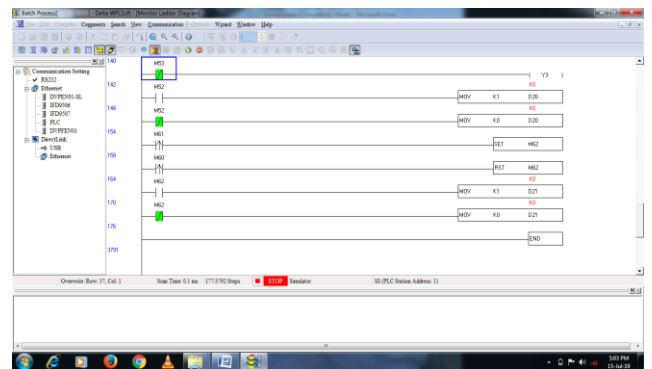 Batch Process] - Delta WPLSoft - [Monitor Ladder Diagram]
File Edit Compiler Comments Search View Communication Options Wizard Window Help
Communication Setting
RS232
Ethernet
DVPEN01-SL
IFD9506
IFD9507
PLC
DVPFEN01
DirectLink
USB
Ethernet
140 M53
( Y3 )
K0
142 M52
MOV K1 D20
K0
148 M52
MOV K0 D20
154 M61
SET M62
158 M60
RST M62
K0
164 M62
MOV K1 D21
K0
170 M62
MOV K0 D21
176
END
3791
Overwrite Row: 37, Col: 1 Scan Time: 0.1 ms 177/3792 Steps STOP Simulator (PLC Station Address: 1)
5:03 PM
15-Jul-19